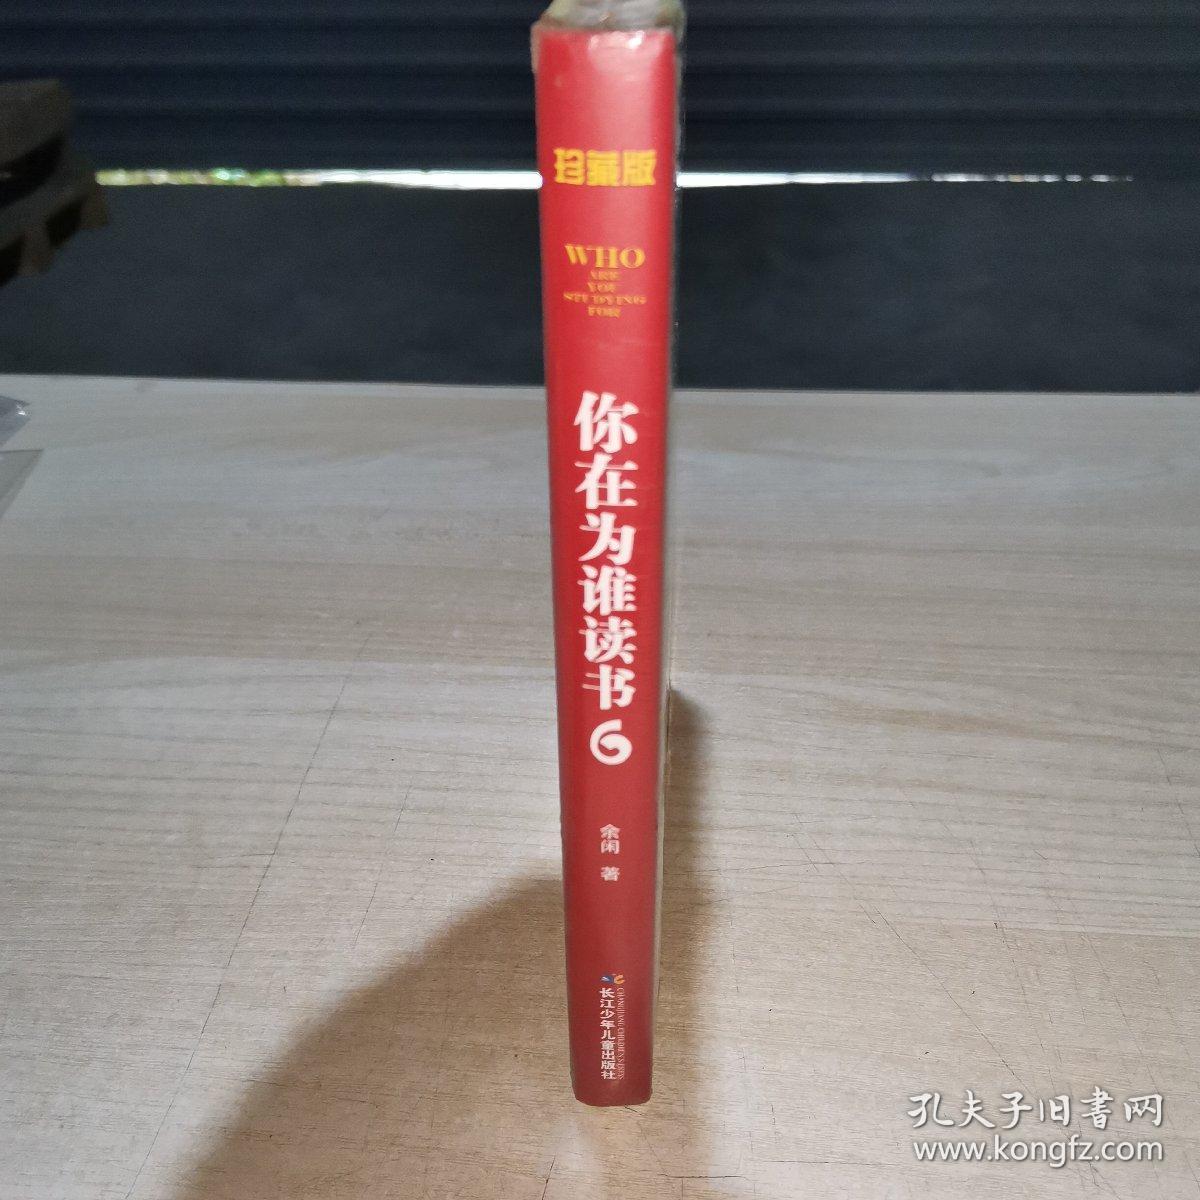 珍藏版
WHO
ARE
YOU
STUDYING
FOR
你在为谁读书6
余闲 著
长江少年儿童出版社
孔夫子旧書网
www.kongfz.com